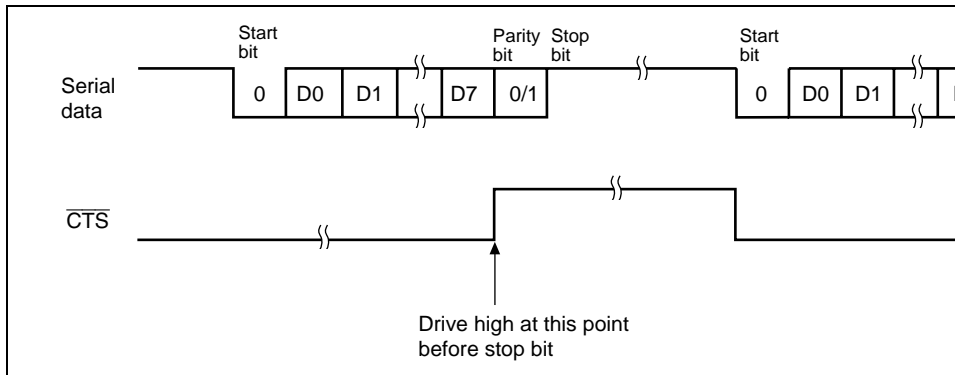 Start
bit
Parity
bit
Stop
bit
Start
bit
Serial
data
0 D0 D1 D7 0/1 0 D0 D1
CTS
Drive high at this point
before stop bit